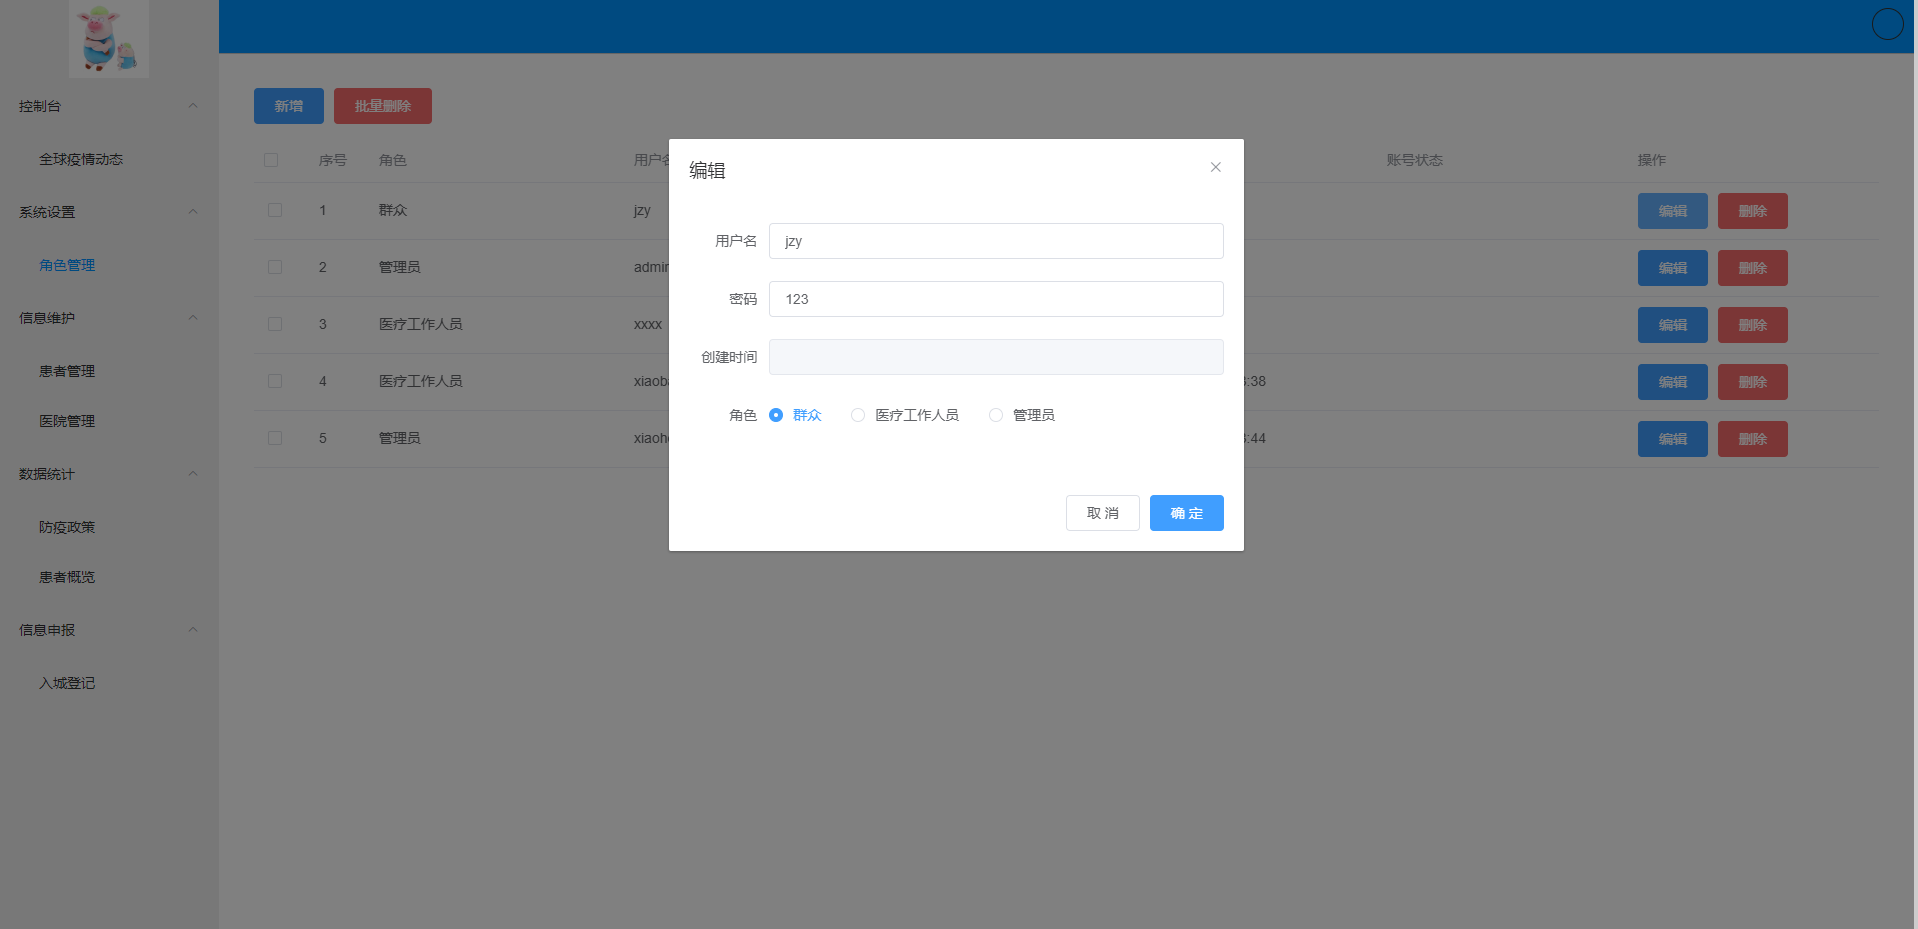 控制台
全球疫情动态
系统设置
角色管理
信息维护
患者管理
医院管理
数据统计
防疫政策
患者概览
信息申报
入城登记
新增 批量删除
序号 角色 用户名 账号状态 操作
1 群众 jzy 编辑 删除
2 管理员 admin 编辑 删除
3 医疗工作人员 xxxx 编辑 删除
4 医疗工作人员 xiaob :38 编辑 删除
5 管理员 xiaoh :44 编辑 删除
编辑
用户名 jzy
密码 123
创建时间
角色 群众 医疗工作人员 管理员
取 消 确 定